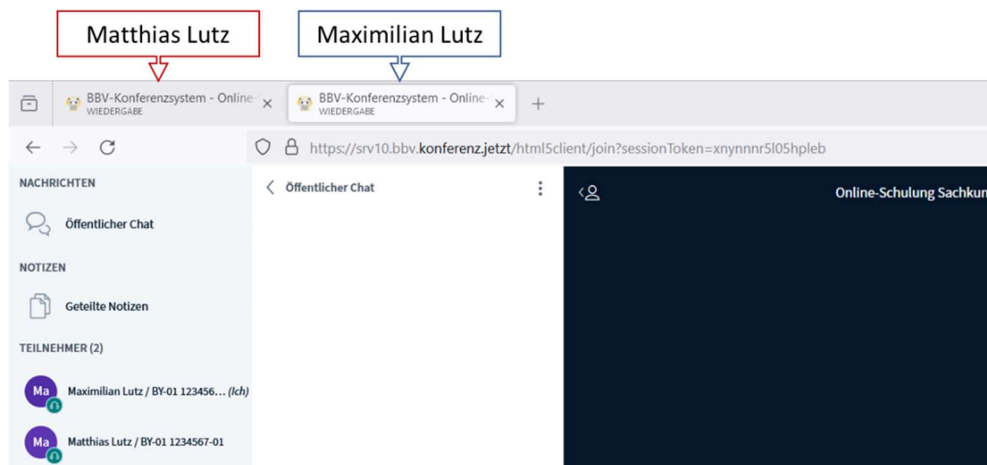 Matthias Lutz
Maximilian Lutz
BBV-Konferenzsystem - Online-
WIEDERGABE
BBV-Konferenzsystem - Online-
WIEDERGABE
https://srv10.bbv.konferenz.jetzt/html5client/join?sessionToken=xnynnnr5l05hpleb
NACHRICHTEN
Öffentlicher Chat
Öffentlicher Chat
Online-Schulung Sachkun
NOTIZEN
Geteilte Notizen
TEILNEHMER (2)
Ma Maximilian Lutz / BY-01 123456... (Ich)
Ma Matthias Lutz / BY-01 1234567-01